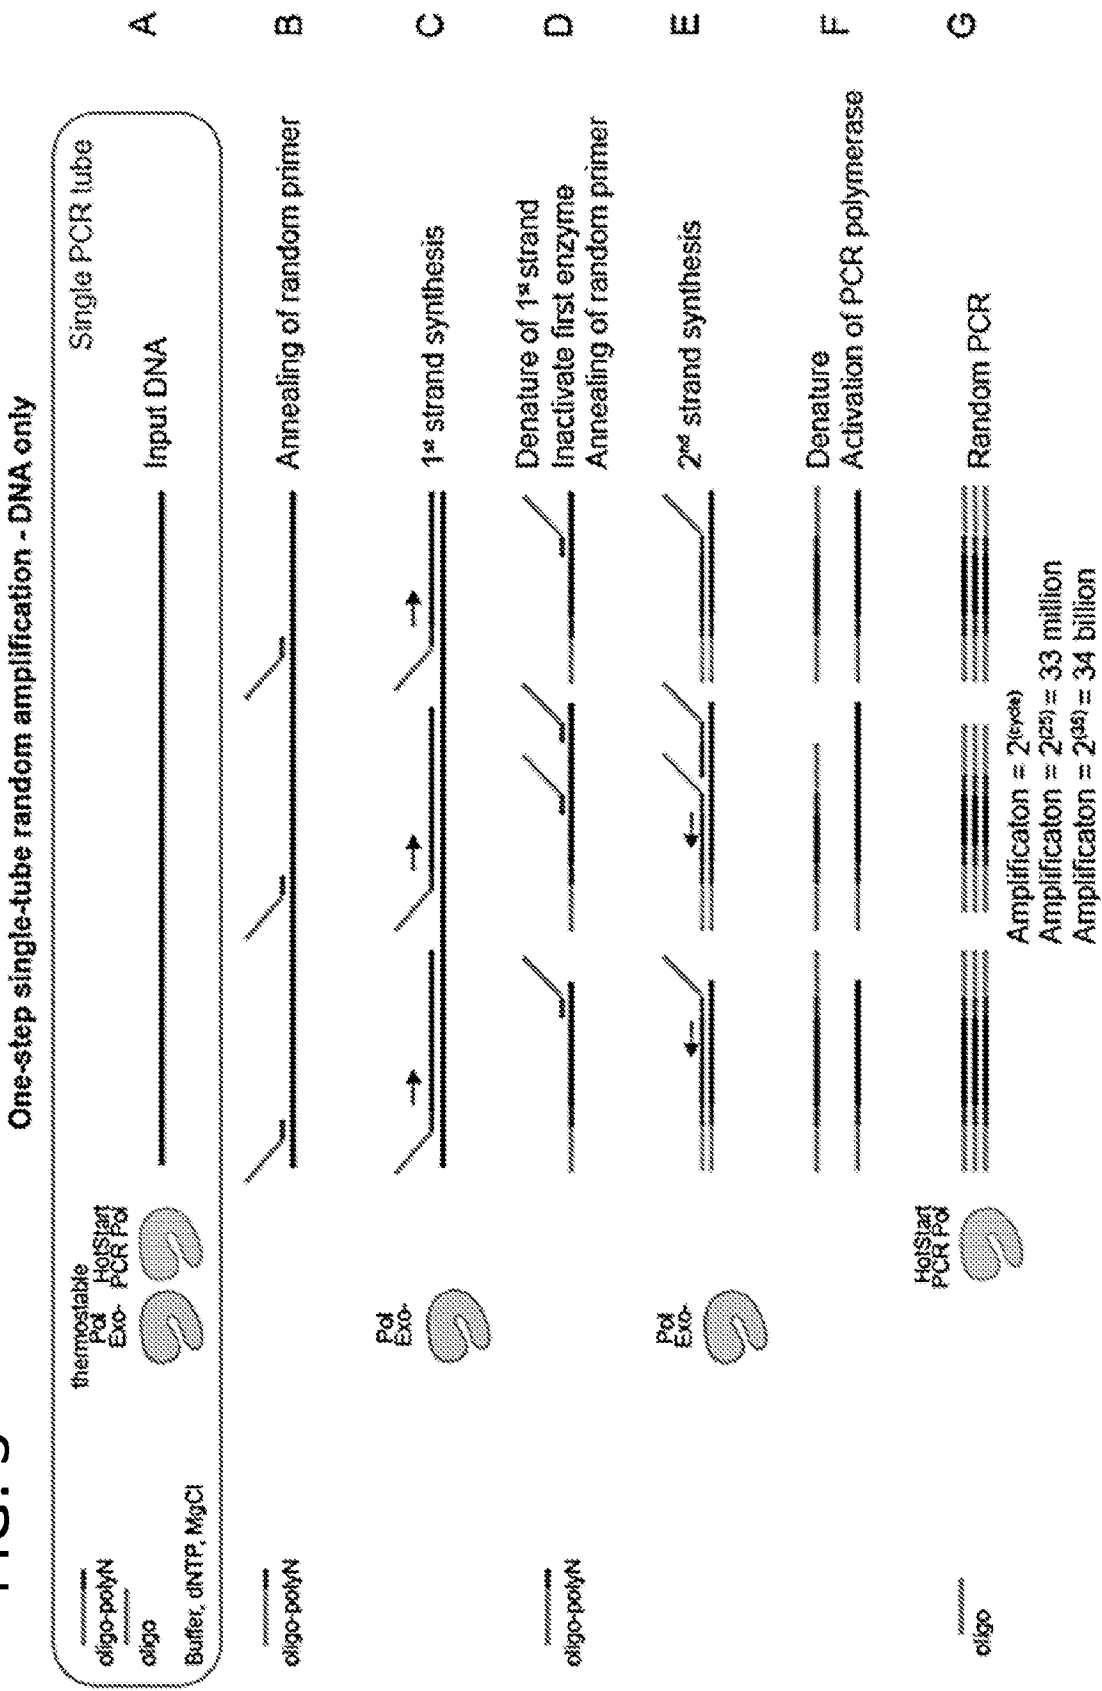 One-step single-tube random amplification - DNA only
oligo-polyN
oligo
Buffer, dNTP, MgCl
thermostable
Pol
Exo-
HotStart
PCR Pol
Single PCR tube
Input DNA
A
oligo-polyN
Annealing of random primer
B
Pol
Exo-
1st strand synthesis
C
oligo-polyN
Denature of 1st strand
Inactivate first enzyme
Annealing of random primer
D
Pol
Exo-
2nd strand synthesis
E
Denature
Activation of PCR polymerase
F
oligo
HotStart
PCR Pol
Random PCR
G
Amplificaton = 2(cycle)
Amplificaton = 2(25) = 33 million
Amplificaton = 2(35) = 34 billion